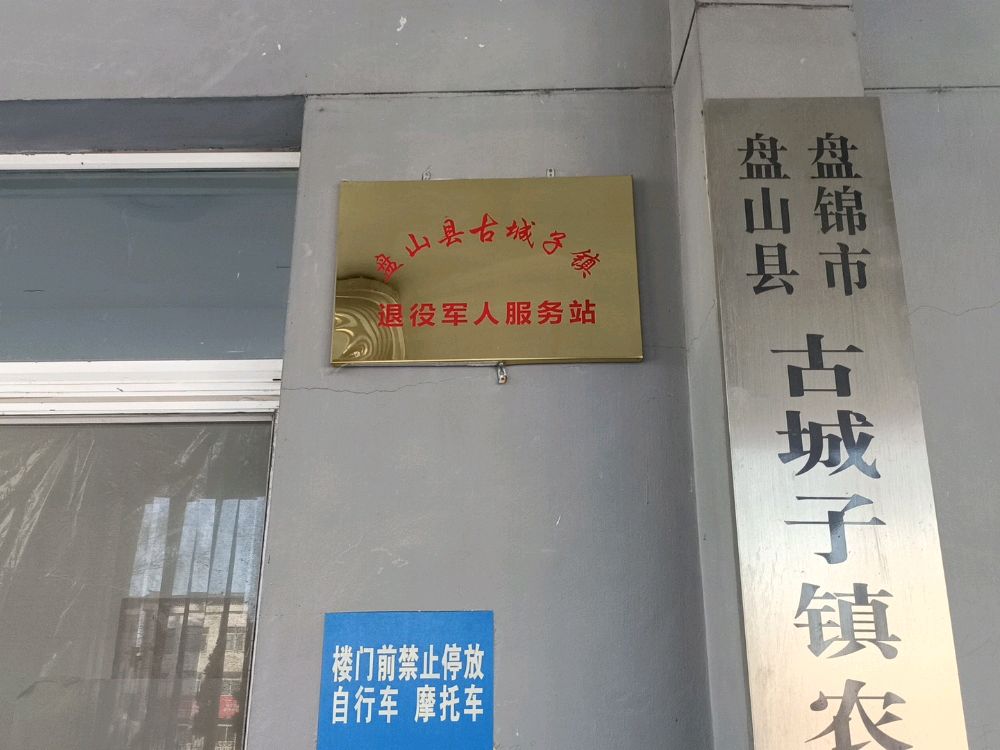 盘山县古城子镇
退役军人服务站
楼门前禁止停放
自行车 摩托车
盘锦市
盘山县
古城子镇农